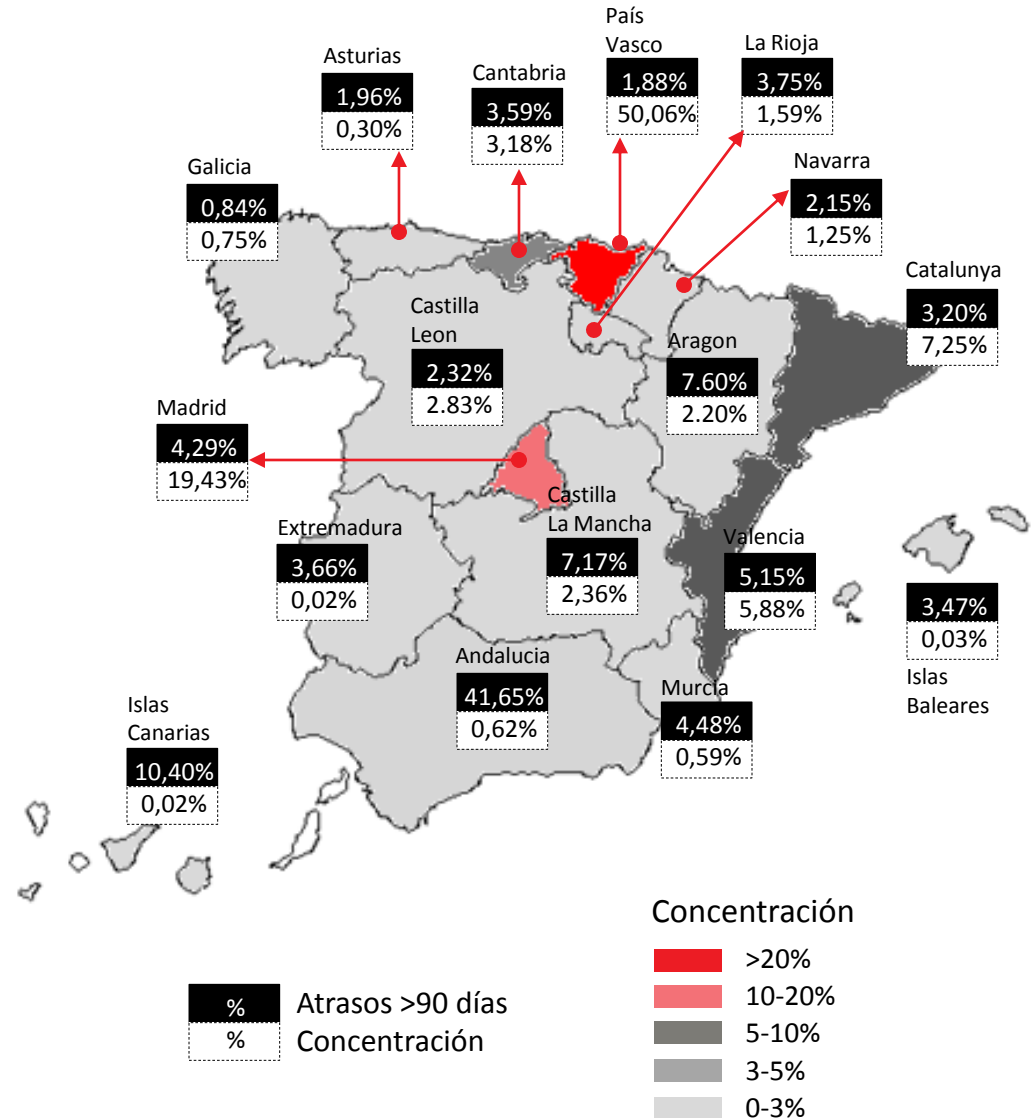 País
Vasco
1,88%
50,06%
La Rioja
3,75%
1,59%
Asturias
1,96%
0,30%
Cantabria
3,59%
3,18%
Navarra
2,15%
1,25%
Galicia
0,84%
0,75%
Catalunya
3,20%
7,25%
Castilla
Leon
2,32%
2.83%
Aragon
7.60%
2.20%
Madrid
4,29%
19,43%
Castilla
La Mancha
7,17%
2,36%
Extremadura
3,66%
0,02%
Valencia
5,15%
5,88%
3,47%
0,03%
Islas
Baleares
Andalucia
41,65%
0,62%
Murcia
4,48%
0,59%
Islas
Canarias
10,40%
0,02%
Concentración
>20%
10-20%
5-10%
3-5%
0-3%
% Atrasos >90 días
% Concentración